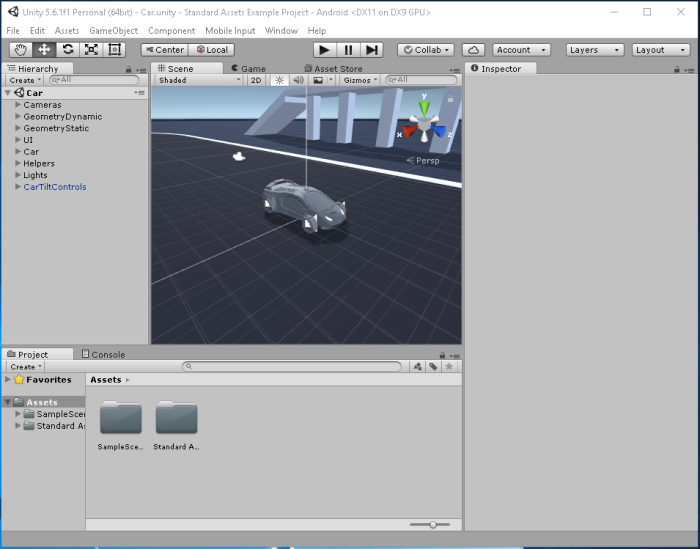 Unity 5.6.1f1 Personal (64bit) - Car.unity - Standard Assets Example Project - Android <DX11 on DX9 GPU>
File Edit Assets GameObject Component Mobile Input Window Help
Center Local Collab Account Layers Layout
Hierarchy
Create All
Car
Cameras
GeometryDynamic
GeometryStatic
UI
Car
Helpers
Lights
CarTiltControls
Scene Game Asset Store
Shaded 2D Gizmos All
y
x z
Persp
Inspector
Project Console
Create
Favorites
Assets
SampleScen
Standard As
Assets
SampleSce... Standard A...